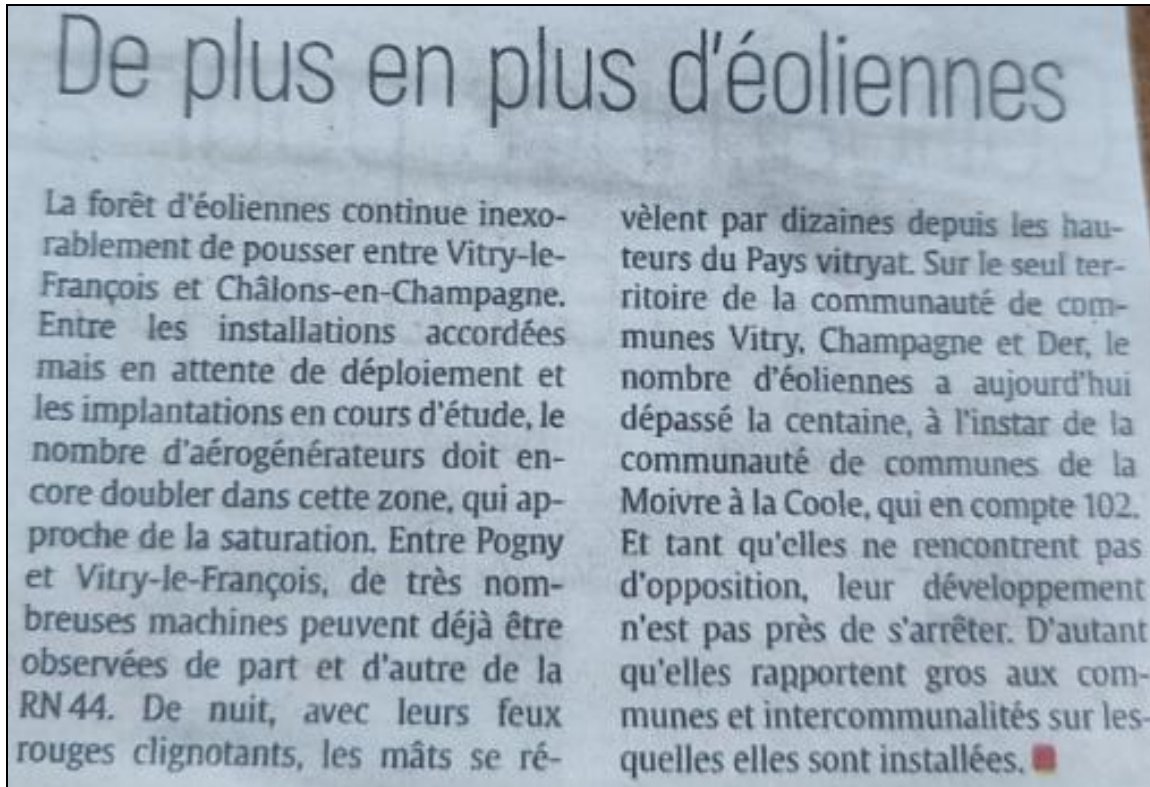 De plus en plus d'éoliennes
La forêt d'éoliennes continue inexo-
rablement de pousser entre Vitry-le-
François et Châlons-en-Champagne.
Entre les installations accordées
mais en attente de déploiement et
les implantations en cours d'étude, le
nombre d'aérogénérateurs doit en-
core doubler dans cette zone, qui ap-
proche de la saturation. Entre Pogny
et Vitry-le-François, de très nom-
breuses machines peuvent déjà être
observées de part et d'autre de la
RN 44. De nuit, avec leurs feux
rouges clignotants, les mâts se ré-
vèlent par dizaines depuis les hau-
teurs du Pays vitryat. Sur le seul ter-
ritoire de la communauté de com-
munes Vitry, Champagne et Der, le
nombre d'éoliennes a aujourd'hui
dépassé la centaine, à l'instar de la
communauté de communes de la
Moivre à la Coole, qui en compte 102.
Et tant qu'elles ne rencontrent pas
d'opposition, leur développement
n'est pas près de s'arrêter. D'autant
qu'elles rapportent gros aux com-
munes et intercommunalités sur les-
quelles elles sont installées.